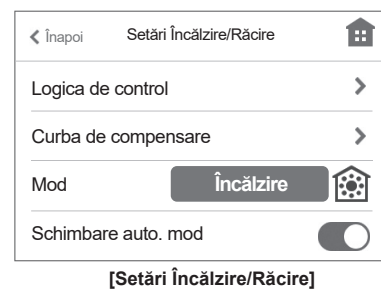 Înapoi Setări Încălzire/Răcire
Logica de control
Curba de compensare
Mod Încălzire
Schimbare auto. mod
[Setări Încălzire/Răcire]